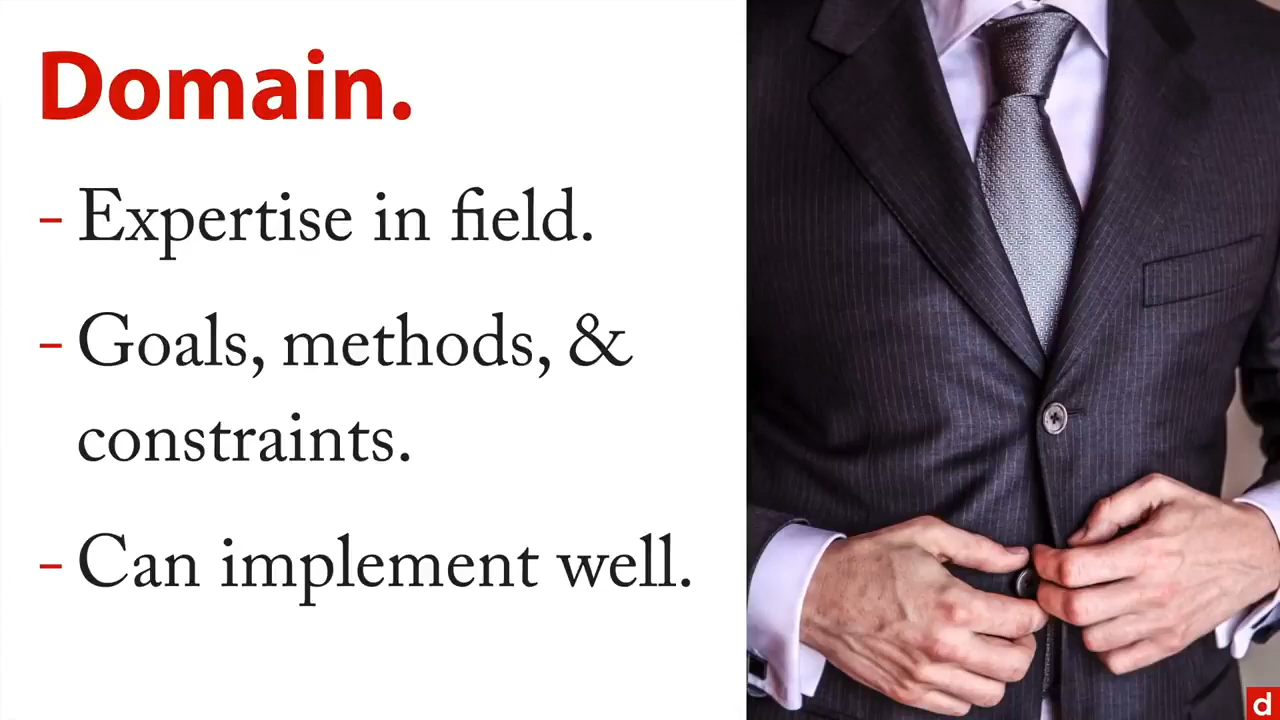 Domain.
- Expertise in field.
- Goals, methods, &
constraints.
- Can implement well.
d